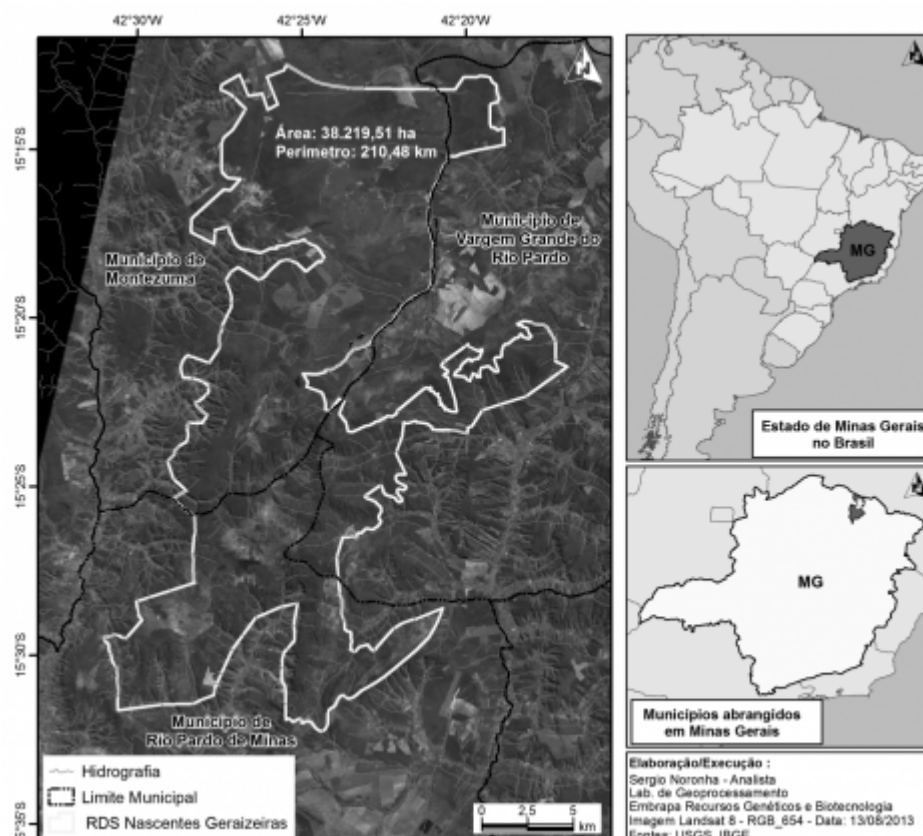 42°30'W 42°25'W 42°20'W
15°15'S
15°20'S
15°25'S
15°30'S
15°35'S
Área: 38.219,51 ha
Perímetro: 210,48 km
Município de
Vargem Grande do
Rio Pardo
Município de
Montezuma
Município de
Rio Pardo de Minas
Hidrografia
Limite Municipal
RDS Nascentes Geraizeiras
0 2,5 5
km
MG
Estado de Minas Gerais
no Brasil
MG
Municípios abrangidos
em Minas Gerais
Elaboração/Execução :
Sergio Noronha - Analista
Lab. de Geoprocessamento
Embrapa Recursos Genéticos e Biotecnologia
Imagem Landsat 8 - RGB_654 - Data: 13/08/2013
Fontes: USGS, IBGE